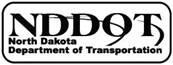 NDDOT
North Dakota
Department of Transportation